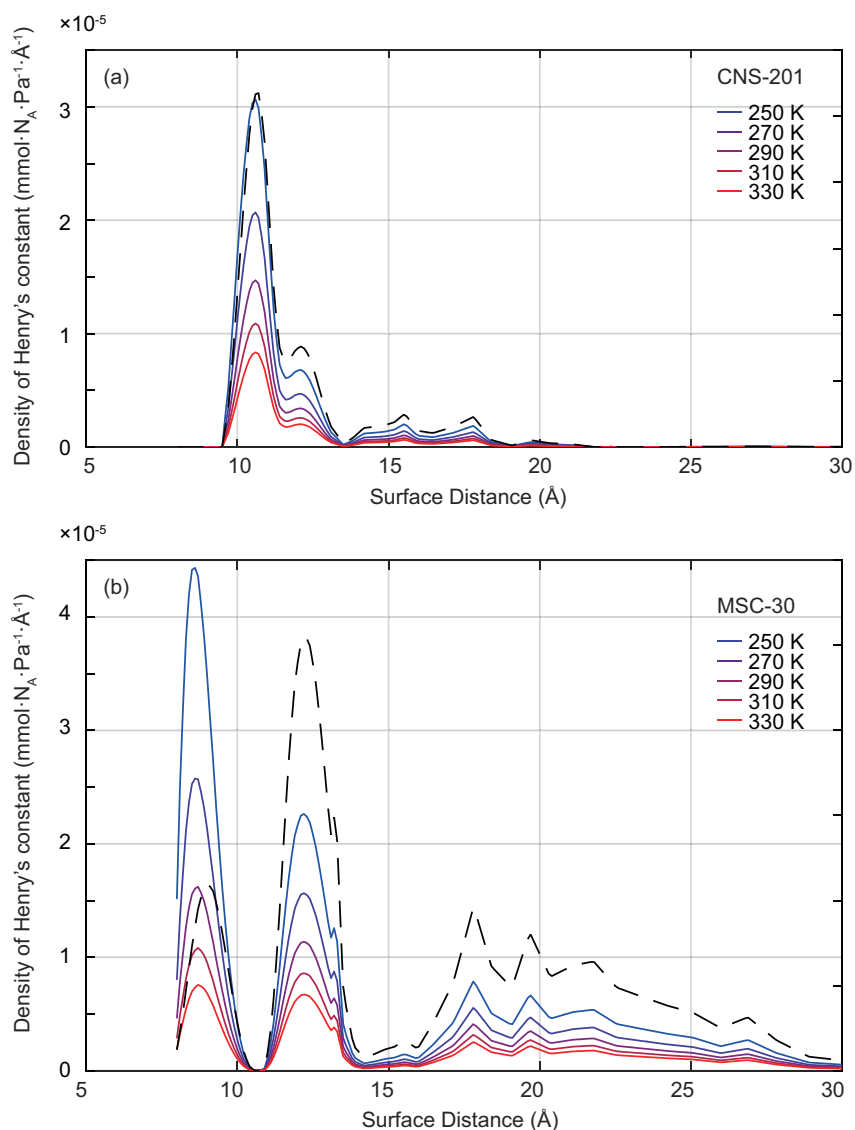 ×10⁻⁵
(a)
CNS-201
250 K
270 K
290 K
310 K
330 K
3
2
1
0
5
10
15
20
25
30
Density of Henry's constant (mmol·N_A·Pa⁻¹·Å⁻¹)
Surface Distance (Å)
×10⁻⁵
(b)
MSC-30
250 K
270 K
290 K
310 K
330 K
4
3
2
1
0
5
10
15
20
25
30
Density of Henry's constant (mmol·N_A·Pa⁻¹·Å⁻¹)
Surface Distance (Å)